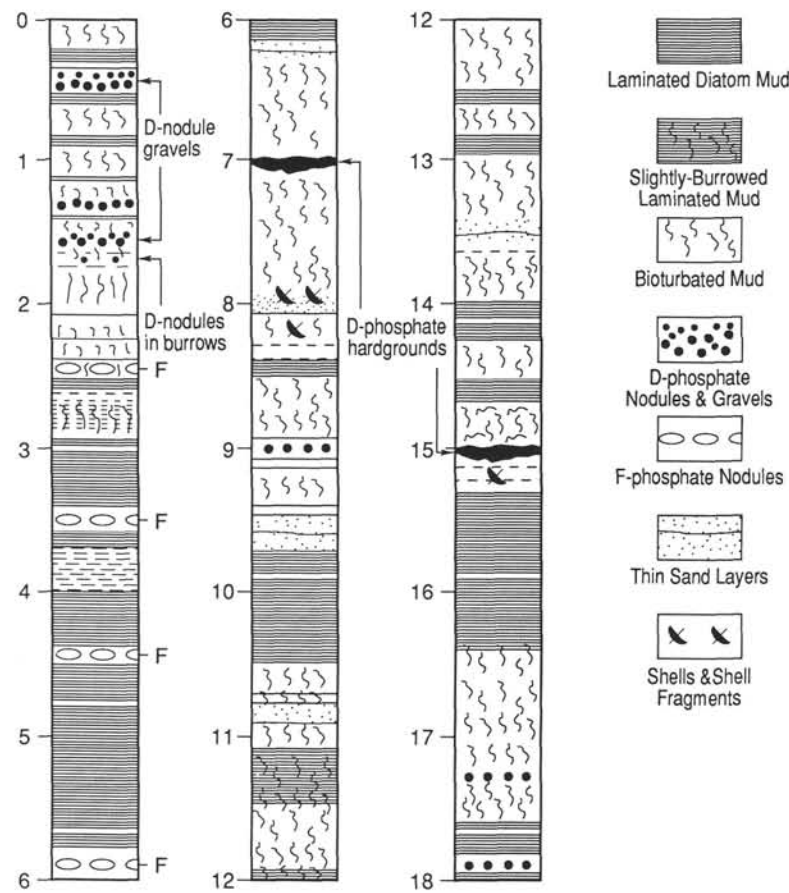 0
1
2
3
4
5
6
D-nodule
gravels
D-nodules
in burrows
F
F
F
F
6
7
8
9
10
11
12
D-phosphate
hardgrounds
12
13
14
15
16
17
18
Laminated Diatom Mud
Slightly-Burrowed
Laminated Mud
Bioturbated Mud
D-phosphate
Nodules & Gravels
F-phosphate Nodules
Thin Sand Layers
Shells &Shell
Fragments